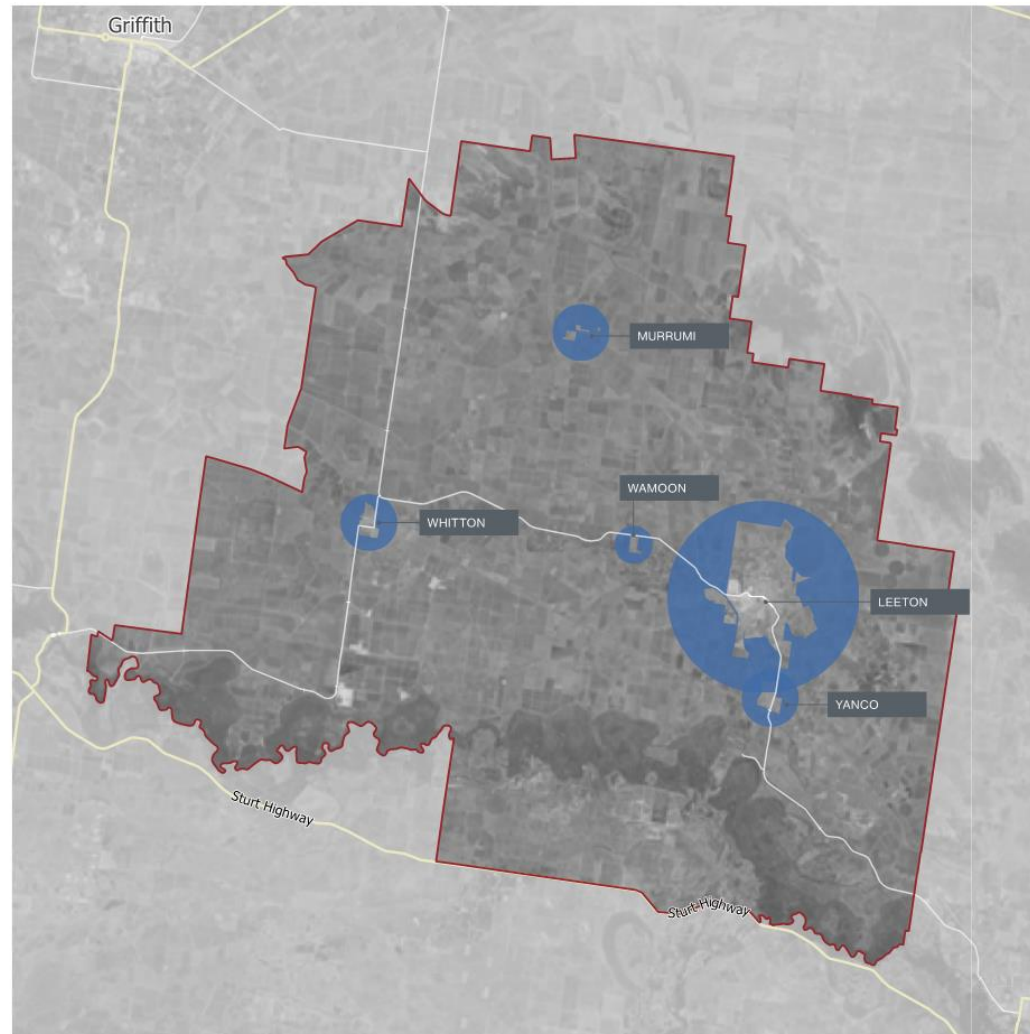 Griffith
MURRUMI
WAMOON
WHITTON
LEETON
YANCO
Sturt Highway
Sturt Highway